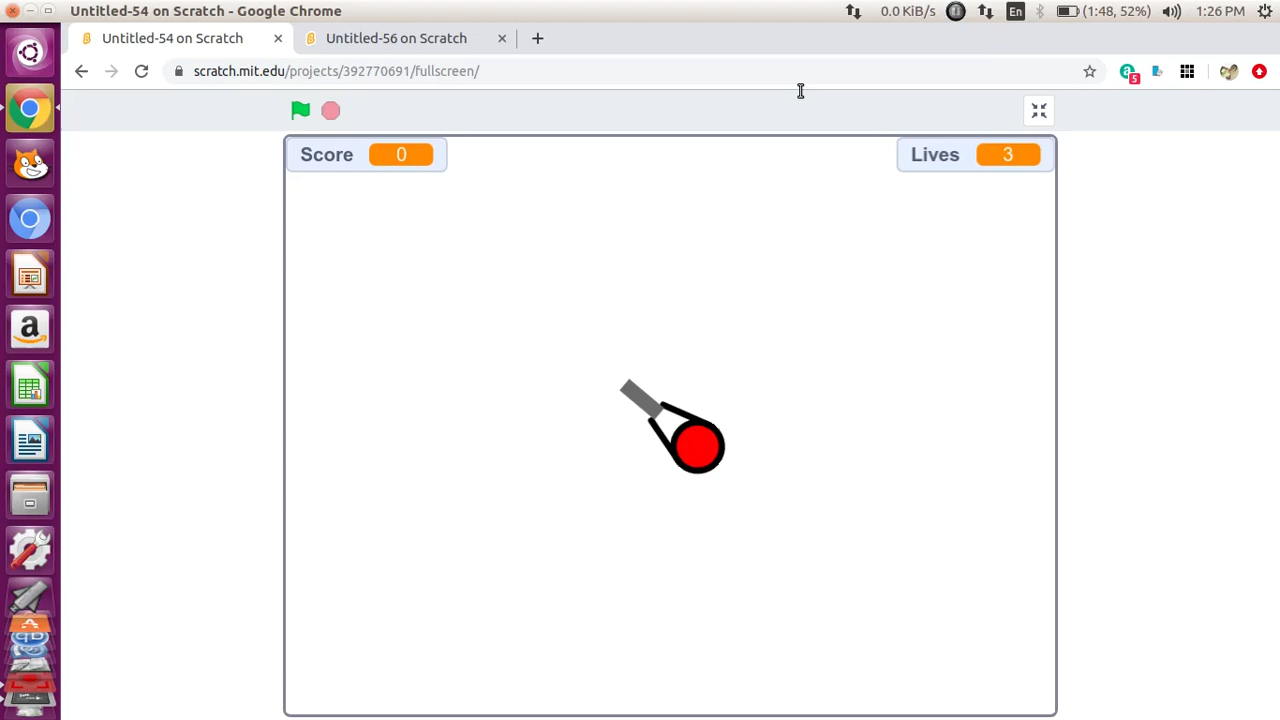 Untitled-54 on Scratch - Google Chrome
0.0 KiB/s
En
(1:48, 52%)
1:26 PM
Untitled-54 on Scratch
Untitled-56 on Scratch
scratch.mit.edu/projects/392770691/fullscreen/
a
5
Score 0
Lives 3
a